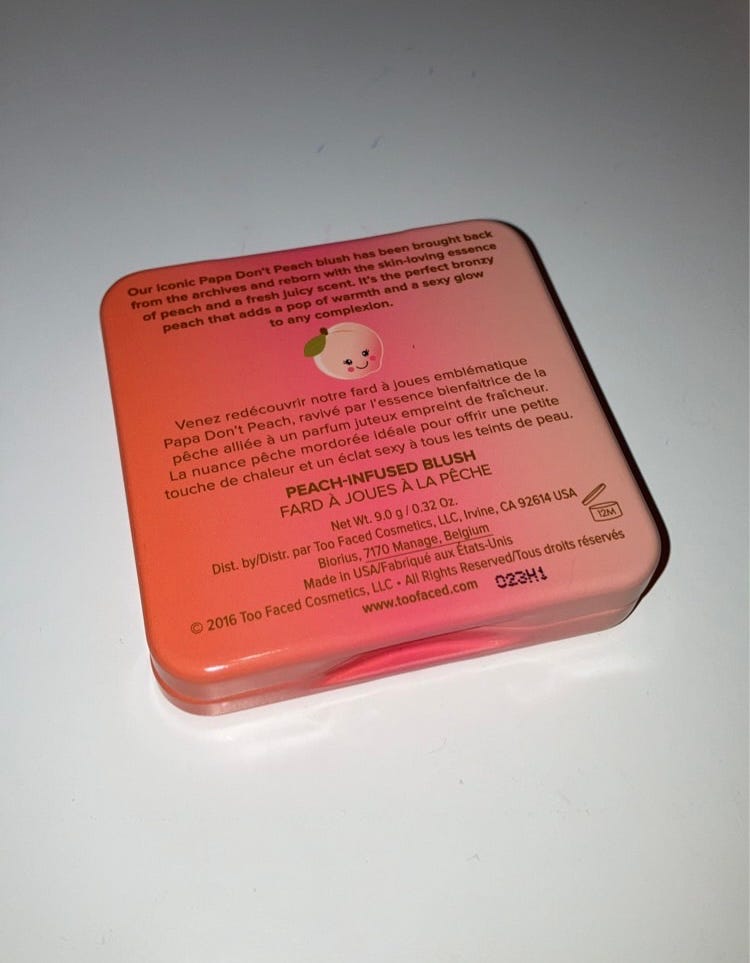 Our iconic Papa Don't Peach blush has been brought back
from the archives and reborn with the skin-loving essence
of peach and a fresh juicy scent. It's the perfect bronzy
peach that adds a pop of warmth and a sexy glow
to any complexion.
Venez redécouvrir notre fard à joues emblématique
Papa Don't Peach, ravivé par l'essence bienfaitrice de la
pêche alliée à un parfum juteux empreint de fraîcheur.
La nuance pêche mordorée idéale pour offrir une petite
touche de chaleur et un éclat sexy à tous les teints de peau.
PEACH-INFUSED BLUSH
FARD À JOUES À LA PÊCHE
Net Wt. 9.0 g / 0.32 Oz.
Dist. by/Distr. par Too Faced Cosmetics, LLC, Irvine, CA 92614 USA
12M
Biorius, 7170 Manage, Belgium
Made in USA/Fabriqué aux États-Unis
© 2016 Too Faced Cosmetics, LLC • All Rights Reserved/Tous droits réservés
www.toofaced.com
023H1